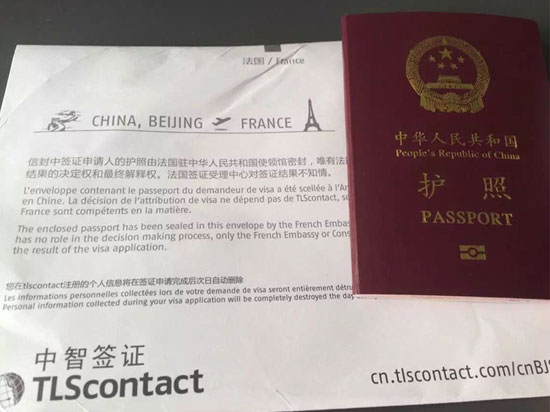 法国 / France
CHINA, BEIJING FRANCE
信封中签证申请人的护照由法国驻中华人民共和国使领馆密封，唯有法
结果的决定权和最终解释权。法国签证受理中心对签证结果不知情。
L'enveloppe contenant le passeport du demandeur de visa a été scellée à l'A
en Chine. La décision de l'attribution de visa ne dépend pas de TLScontact, s
France sont compétents en la matière.
The enclosed passport has been sealed in this envelope by the French Embas
has no role in the decision making process, only the French Embassy or Cons
the result of the visa application.
您在tlscontact注册的个人信息将在签证申请完成后次日自动删除
Les informations personnelles collectées lors de votre demande de visa seront entièrement détru
Personal information collected during your visa application will be completely destroyed the day
中智签证
TLScontact
cn.tlscontact.com/cnBJS
中华人民共和国
People's Republic of China
护 照
PASSPORT